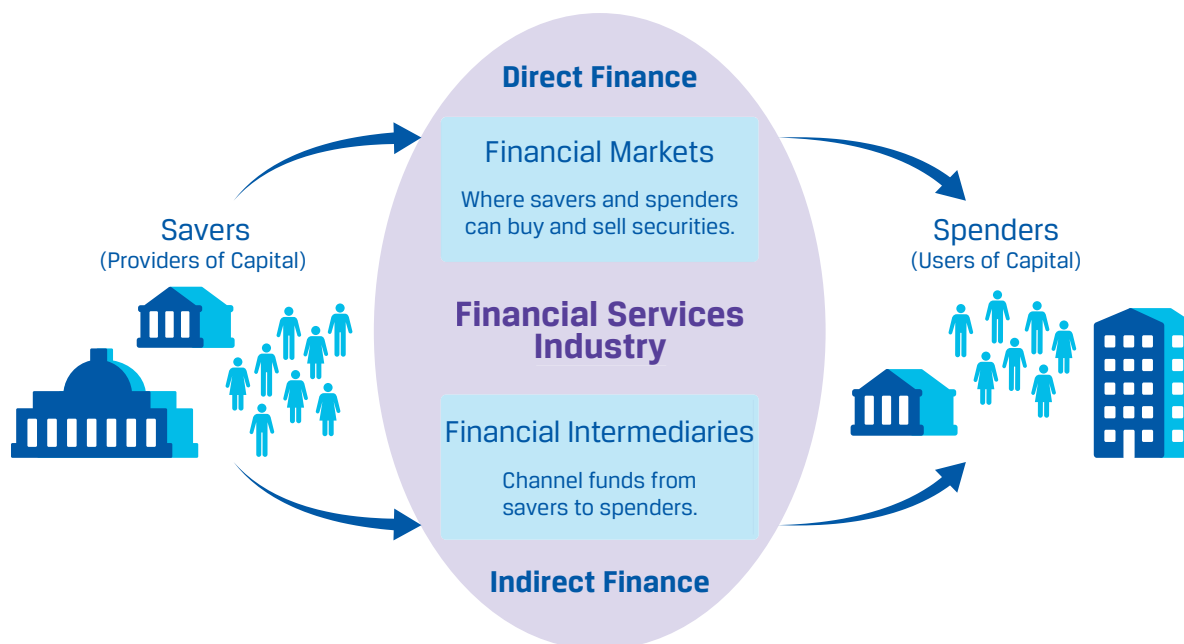 Direct Finance
Financial Markets
Where savers and spenders
can buy and sell securities.
Savers
(Providers of Capital)
Financial Services
Industry
Spenders
(Users of Capital)
Financial Intermediaries
Channel funds from
savers to spenders.
Indirect Finance